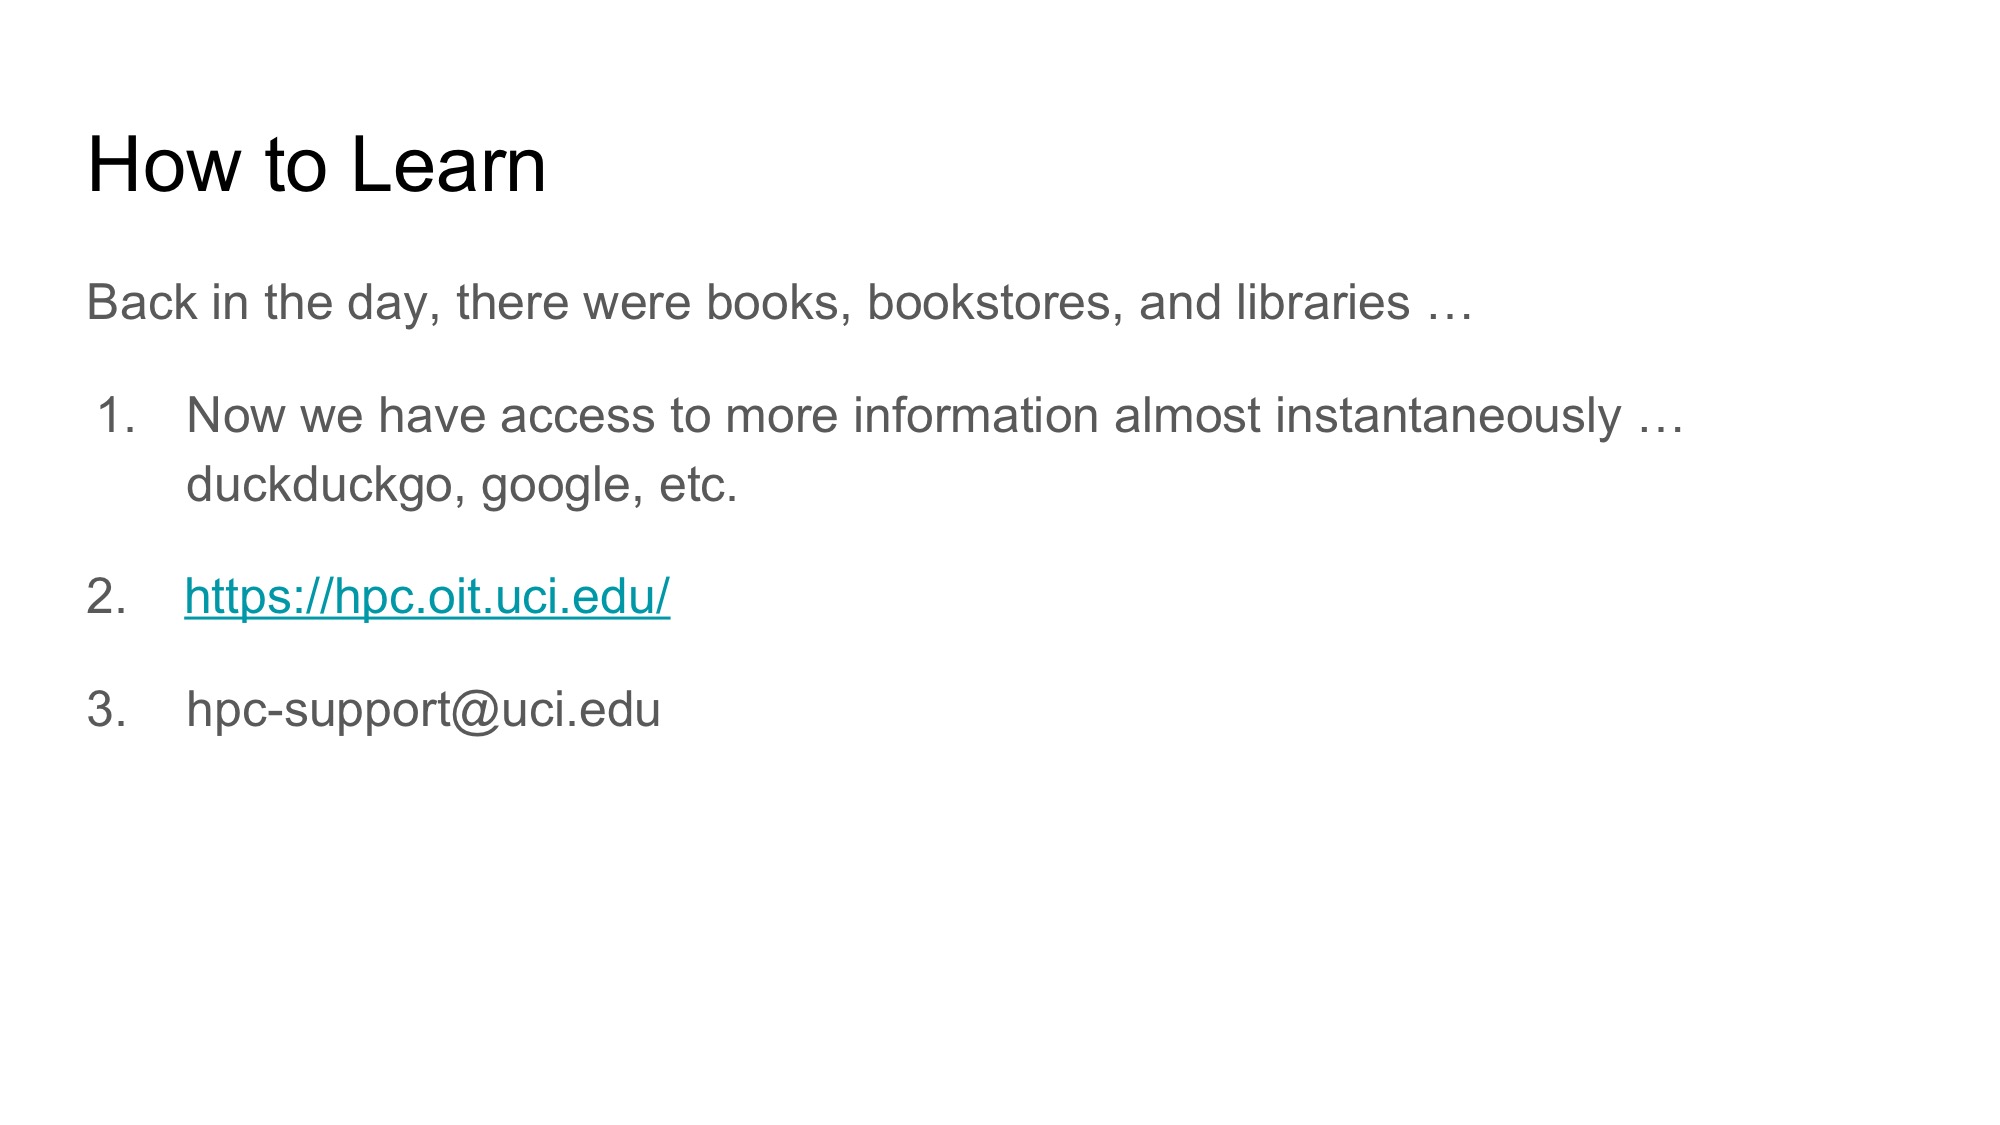 How to Learn
Back in the day, there were books, bookstores, and libraries …
1. Now we have access to more information almost instantaneously …
duckduckgo, google, etc.
2. https://hpc.oit.uci.edu/
3. hpc-support@uci.edu